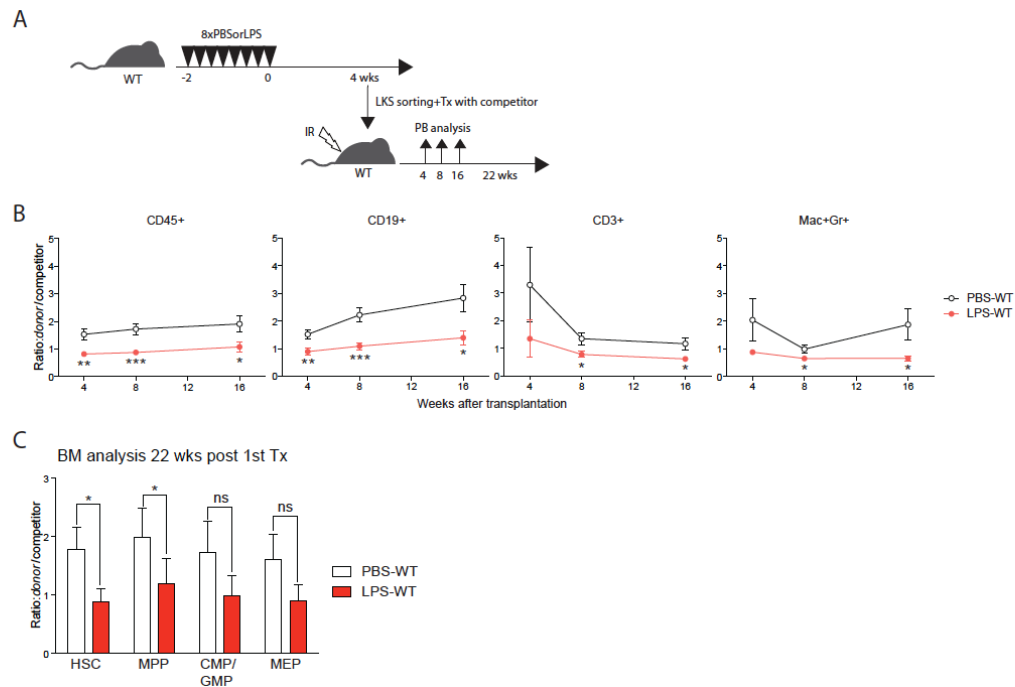 A
8xPBSorLPS
WT
-2 0 4 wks
LKS sorting+Tx with competitor
IR
PB analysis
WT
4 8 16 22 wks
B
CD45+ CD19+ CD3+ Mac+Gr+
Ratio:donor/competitor
5 5 5 5
4 4 4 4
3 3 3 3
2 2 2 2
1 1 1 1
0 0 0 0
** *** * ** *** * * * * *
4 8 12 16 4 8 12 16 4 8 12 16 4 8 12 16
Weeks after transplantation
PBS-WT
LPS-WT
C
BM analysis 22 wks post 1st Tx
Ratio:donor/competitor
3
2
1
0
* * ns ns
HSC MPP CMP/ MEP
GMP
PBS-WT
LPS-WT